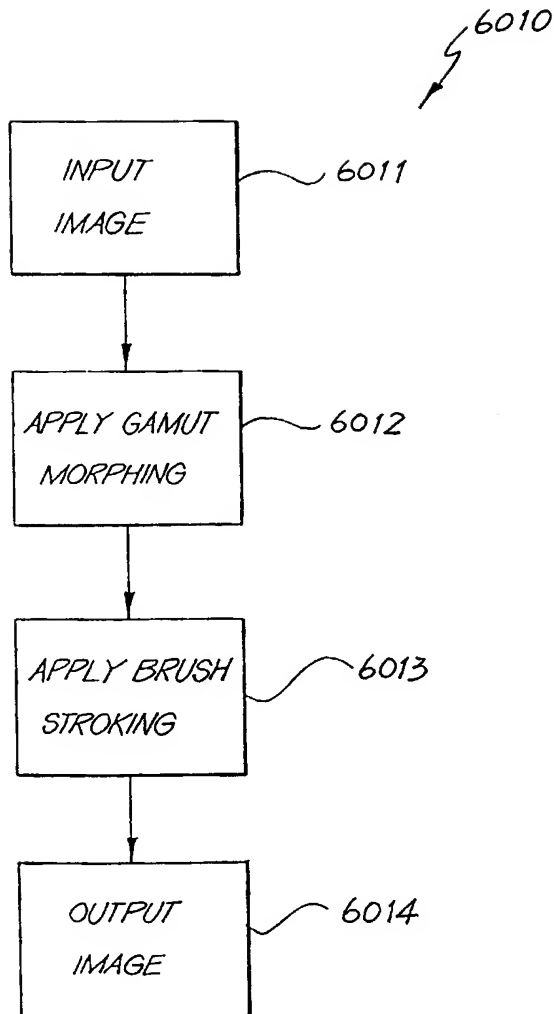 6010
INPUT
IMAGE
6011
APPLY GAMUT
MORPHING
6012
APPLY BRUSH
STROKING
6013
OUTPUT
IMAGE
6014